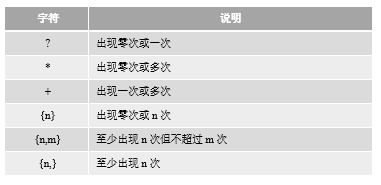 字符 说明
? 出现零次或一次
* 出现零次或多次
+ 出现一次或多次
{n} 出现零次或 n 次
{n,m} 至少出现 n 次但不超过 m 次
{n,} 至少出现 n 次